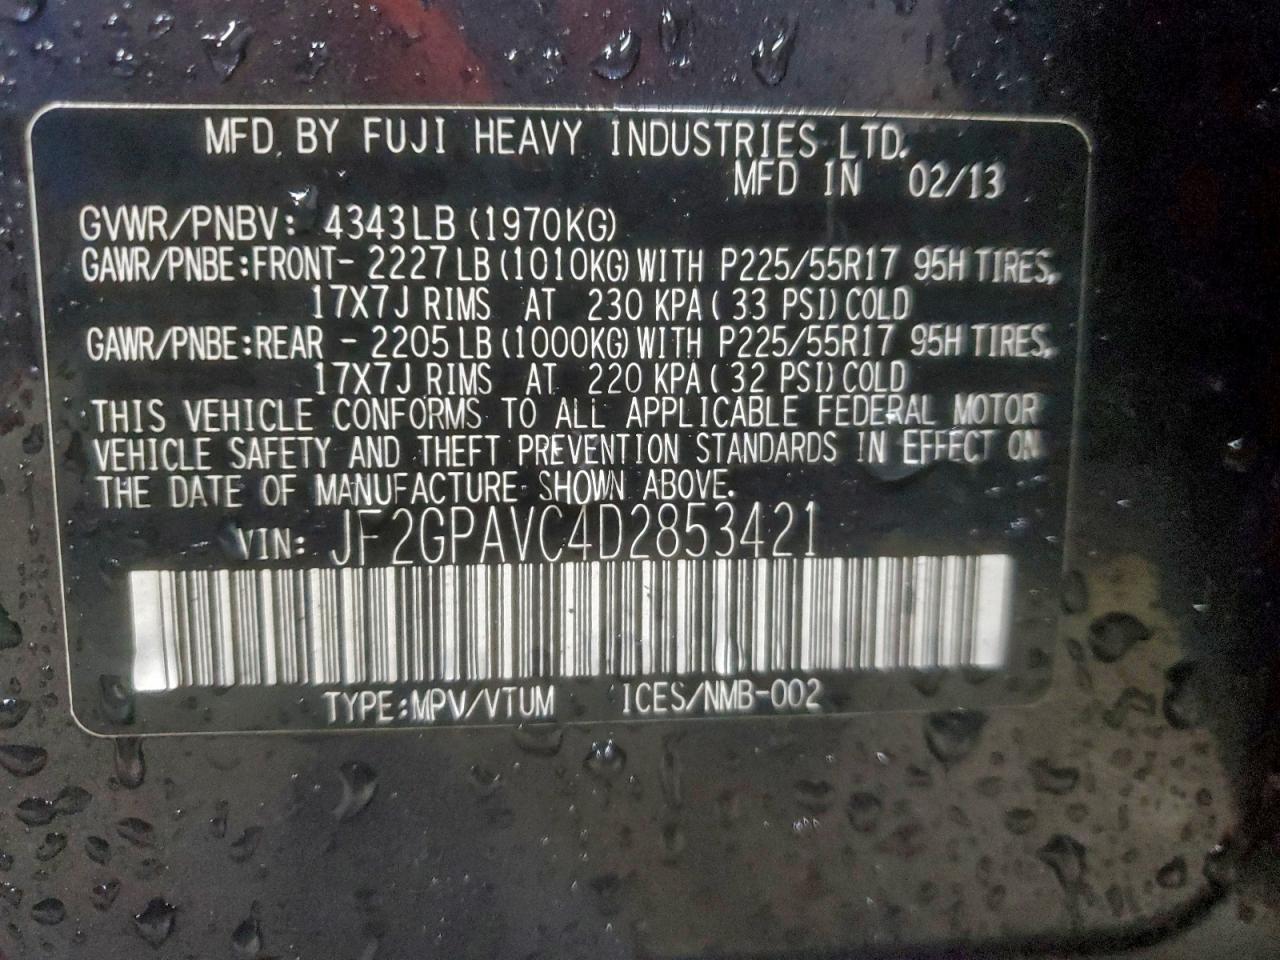 MFD. BY FUJI HEAVY INDUSTRIES LTD.
MFD IN 02/13
GVWR/PNBV: 4343LB (1970KG)
GAWR/PNBE:FRONT- 2227LB(1010KG)WITH P225/55R17 95H TIRES,
17X7J RIMS AT 230 KPA( 33 PSI)COLD
GAWR/PNBE:REAR - 2205LB(1000KG)WITH P225/55R17 95H TIRES,
17X7J RIMS AT 220 KPA( 32 PSI)COLD
THIS VEHICLE CONFORMS TO ALL APPLICABLE FEDERAL MOTOR
VEHICLE SAFETY AND THEFT PREVENTION STANDARDS IN EFFECT ON
THE DATE OF MANUFACTURE SHOWN ABOVE.
VIN: JF2GPAVC4D2853421
TYPE:MPV/VTUM ICES/NMB-002